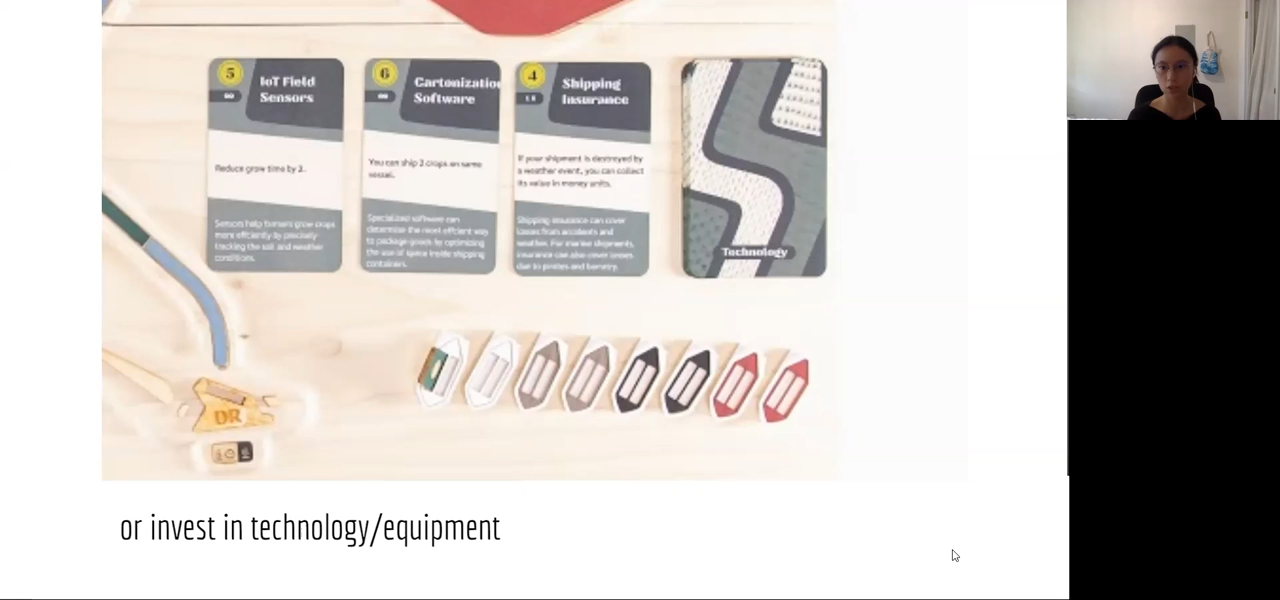 5
IoT Field
Sensors
∞
Reduce grow time by 2.
Sensors help farmers grow crops
more efficiently by precisely
tracking the soil and weather
conditions.
6
Cartonization
Software
∞
You can ship 2 crops on same
vessel.
Specialized software can
determine the most efficient way
to package goods by optimizing
the use of space inside shipping
containers.
4
Shipping
Insurance
If your shipment is destroyed by
a weather event, you can collect
its value in money units.
Shipping insurance can cover
losses from accidents and
weather. For marine shipments,
insurance can also cover losses
due to pirates and
Technology
DR
or invest in technology/equipment